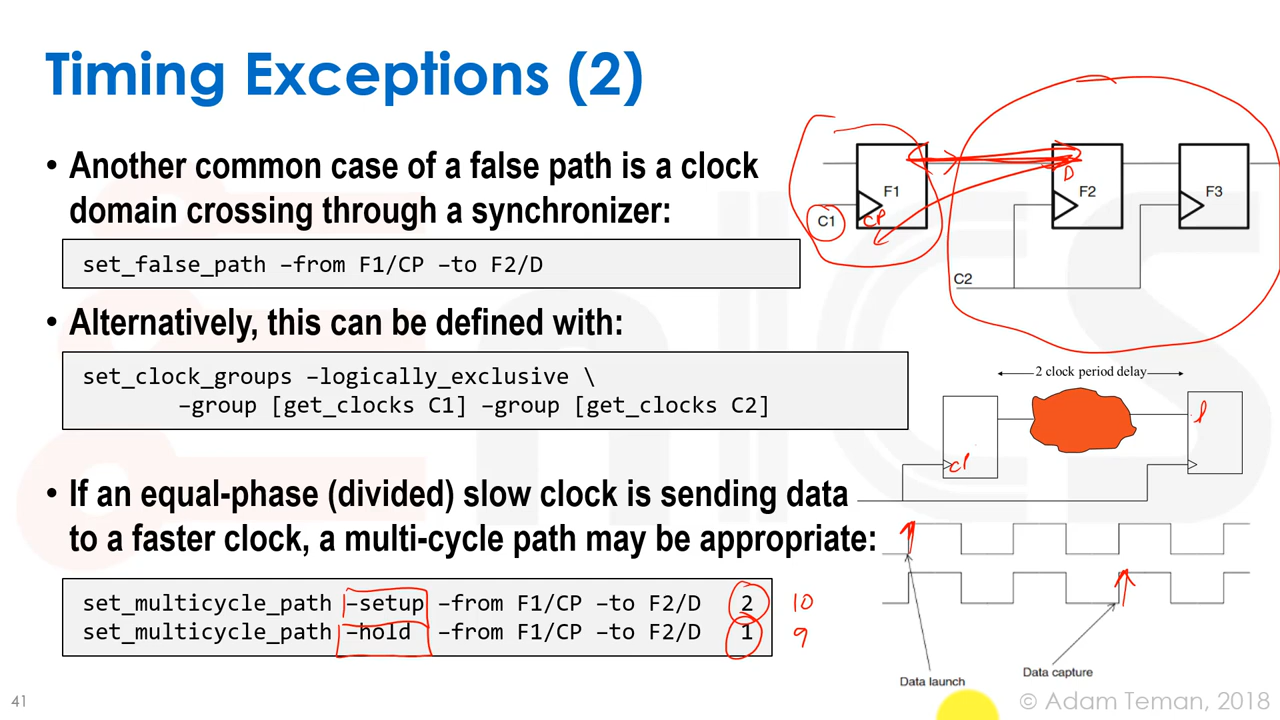 Timing Exceptions (2)
• Another common case of a false path is a clock
domain crossing through a synchronizer:
set_false_path –from F1/CP –to F2/D
• Alternatively, this can be defined with:
set_clock_groups –logically_exclusive \
–group [get_clocks C1] –group [get_clocks C2]
• If an equal-phase (divided) slow clock is sending data
to a faster clock, a multi-cycle path may be appropriate:
set_multicycle_path –setup –from F1/CP –to F2/D 2 10
set_multicycle_path –hold –from F1/CP –to F2/D 1 9
F1
F2
F3
D
C1
CP
C2
2 clock period delay
CP
Data launch
Data capture
41
© Adam Teman, 2018